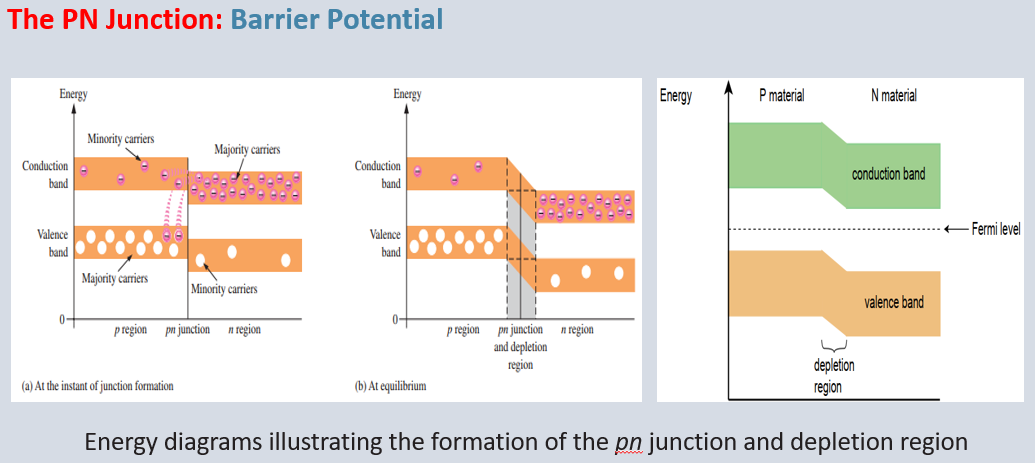 The PN Junction: Barrier Potential
Energy
Minority carriers
Majority carriers
Conduction
band
Valence
band
Majority carriers
Minority carriers
0
p region
pn junction
n region
(a) At the instant of junction formation
Energy
Conduction
band
Valence
band
0
p region
pn junction
and depletion
region
n region
(b) At equilibrium
Energy
P material
N material
conduction band
Fermi level
valence band
depletion
region
Energy diagrams illustrating the formation of the pn junction and depletion region